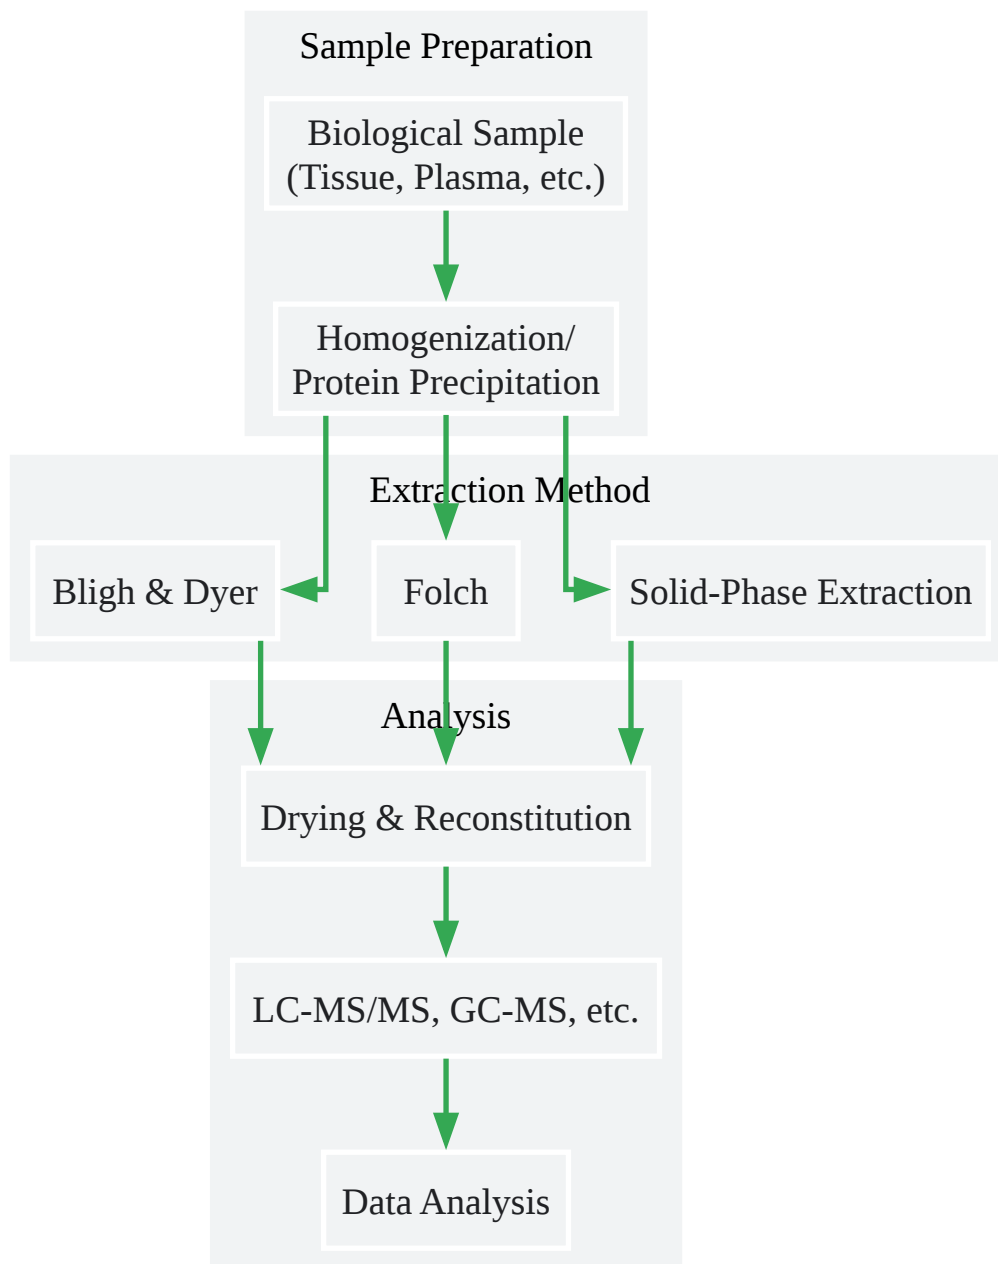 Sample Preparation
Biological Sample
(Tissue, Plasma, etc.)
Homogenization/
Protein Precipitation
Extraction Method
Bligh & Dyer
Folch
Solid-Phase Extraction
Analysis
Drying & Reconstitution
LC-MS/MS, GC-MS, etc.
Data Analysis